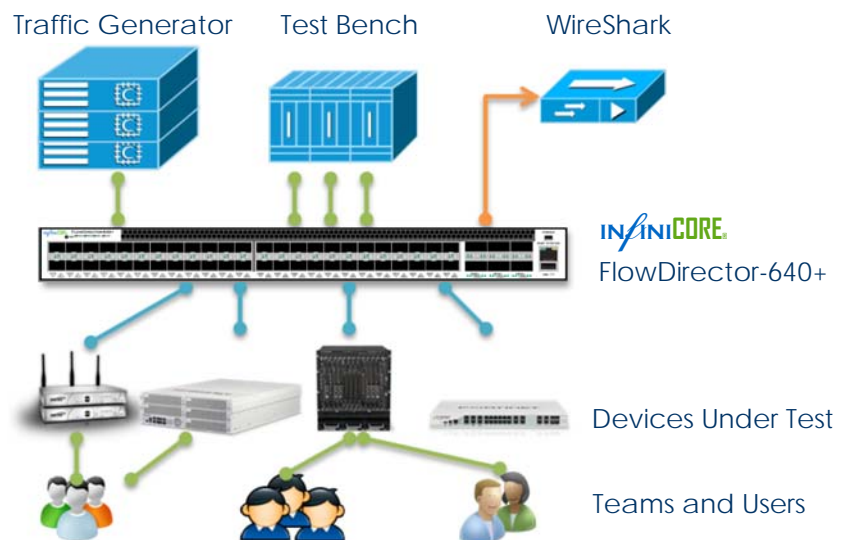 Traffic Generator
Test Bench
WireShark
INFINICORE
FlowDirector-640+
Devices Under Test
Teams and Users